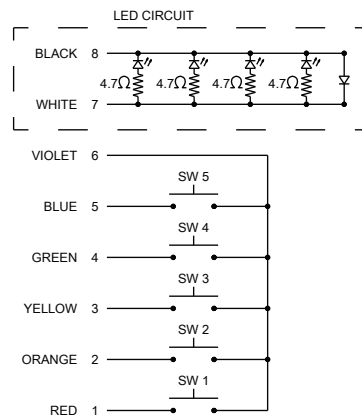 LED CIRCUIT
BLACK 8
4.7Ω 4.7Ω 4.7Ω 4.7Ω
WHITE 7
VIOLET 6
SW 5
BLUE 5
SW 4
GREEN 4
SW 3
YELLOW 3
SW 2
ORANGE 2
SW 1
RED 1